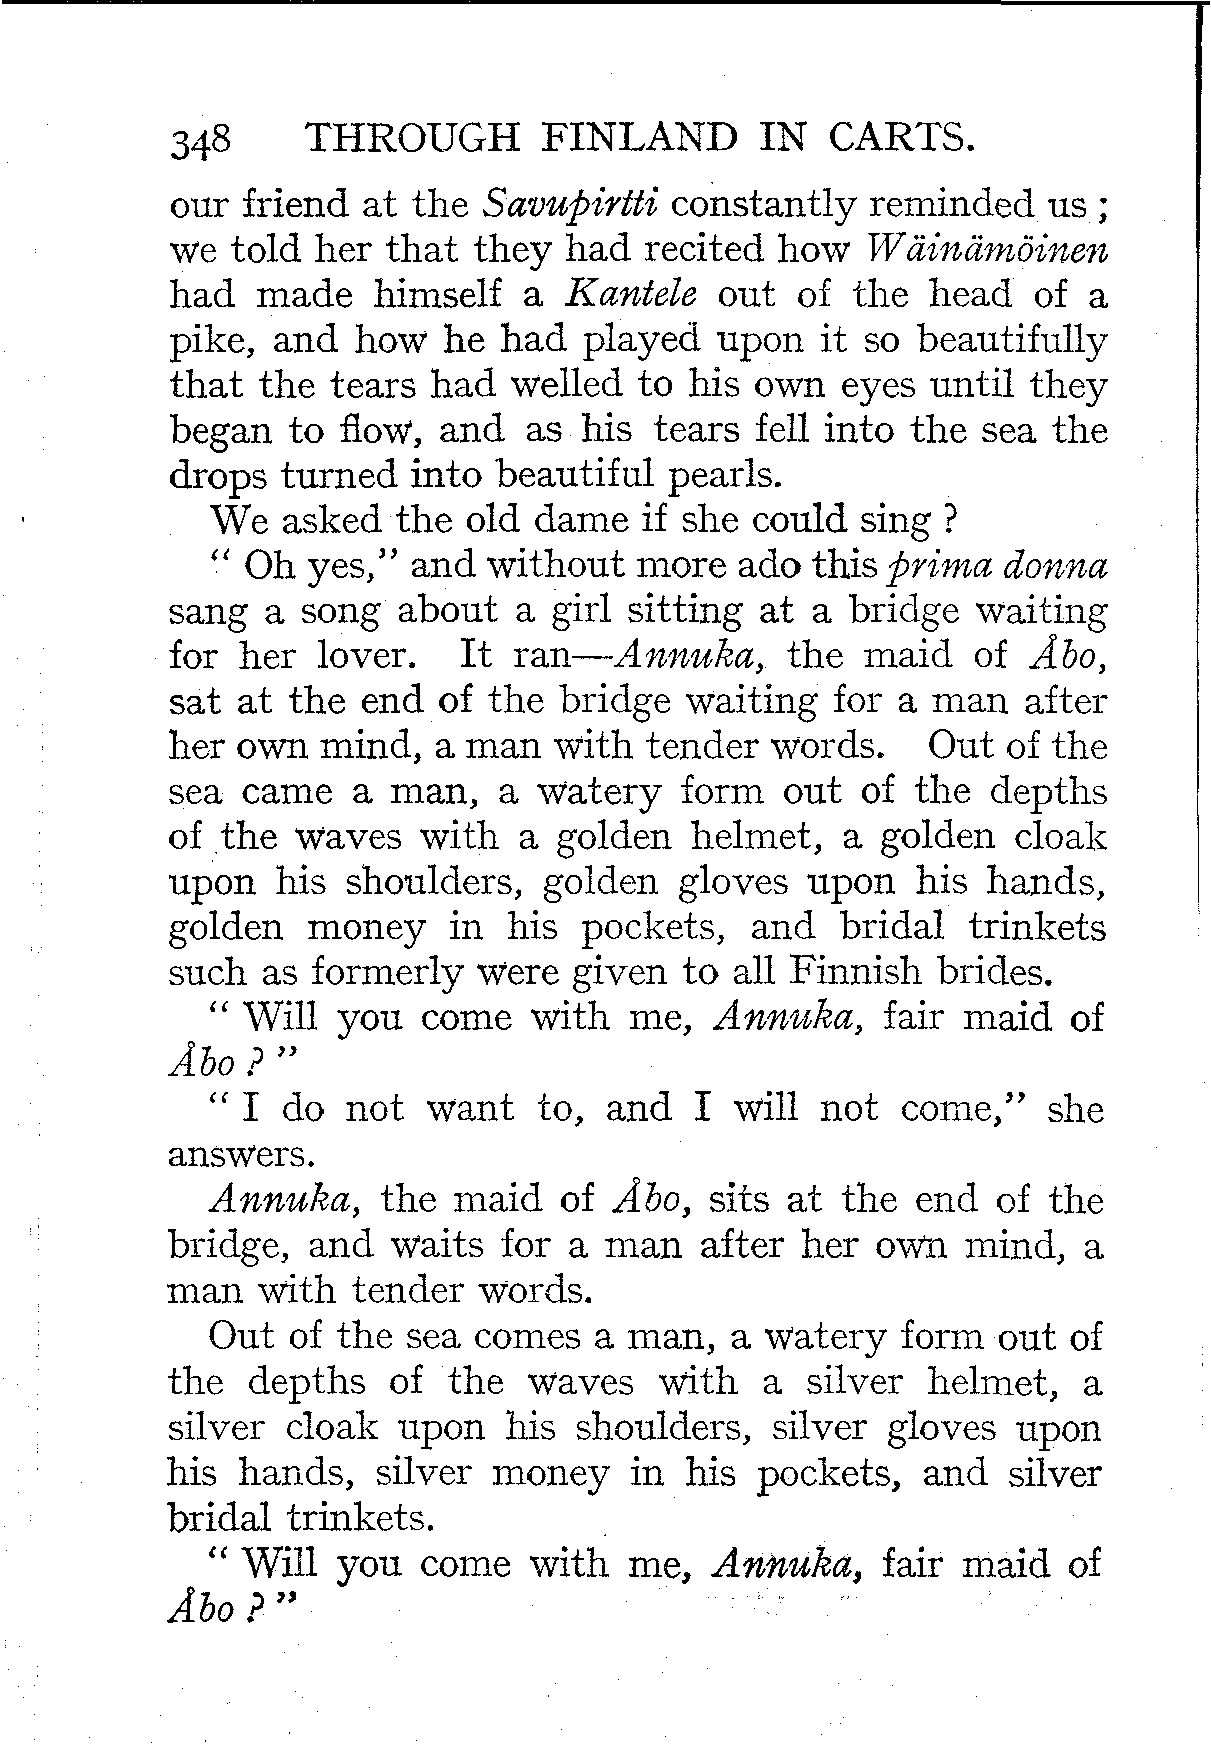 348 THROUGH FINLAND IN CARTS.
our friend at the Savupirtti constantly reminded us ;
we told her that they had recited how Wäinämöinen
had made himself a Kantele out of the head of a
pike, and how he had played upon it so beautifully
that the tears had welled to his own eyes until they
began to flow, and as his tears fell into the sea the
drops turned into beautiful pearls.
We asked the old dame if she could sing ?
“ Oh yes,” and without more ado this prima donna
sang a song about a girl sitting at a bridge waiting
for her lover. It ran—Annuka, the maid of Åbo,
sat at the end of the bridge waiting for a man after
her own mind, a man with tender words. Out of the
sea came a man, a watery form out of the depths
of the waves with a golden helmet, a golden cloak
upon his shoulders, golden gloves upon his hands,
golden money in his pockets, and bridal trinkets
such as formerly were given to all Finnish brides.
“ Will you come with me, Annuka, fair maid of
Åbo ? ”
“ I do not want to, and I will not come,” she
answers.
Annuka, the maid of Åbo, sits at the end of the
bridge, and waits for a man after her own mind, a
man with tender words.
Out of the sea comes a man, a watery form out of
the depths of the waves with a silver helmet, a
silver cloak upon his shoulders, silver gloves upon
his hands, silver money in his pockets, and silver
bridal trinkets.
“ Will you come with me, Annuka, fair maid of
Åbo ? ”